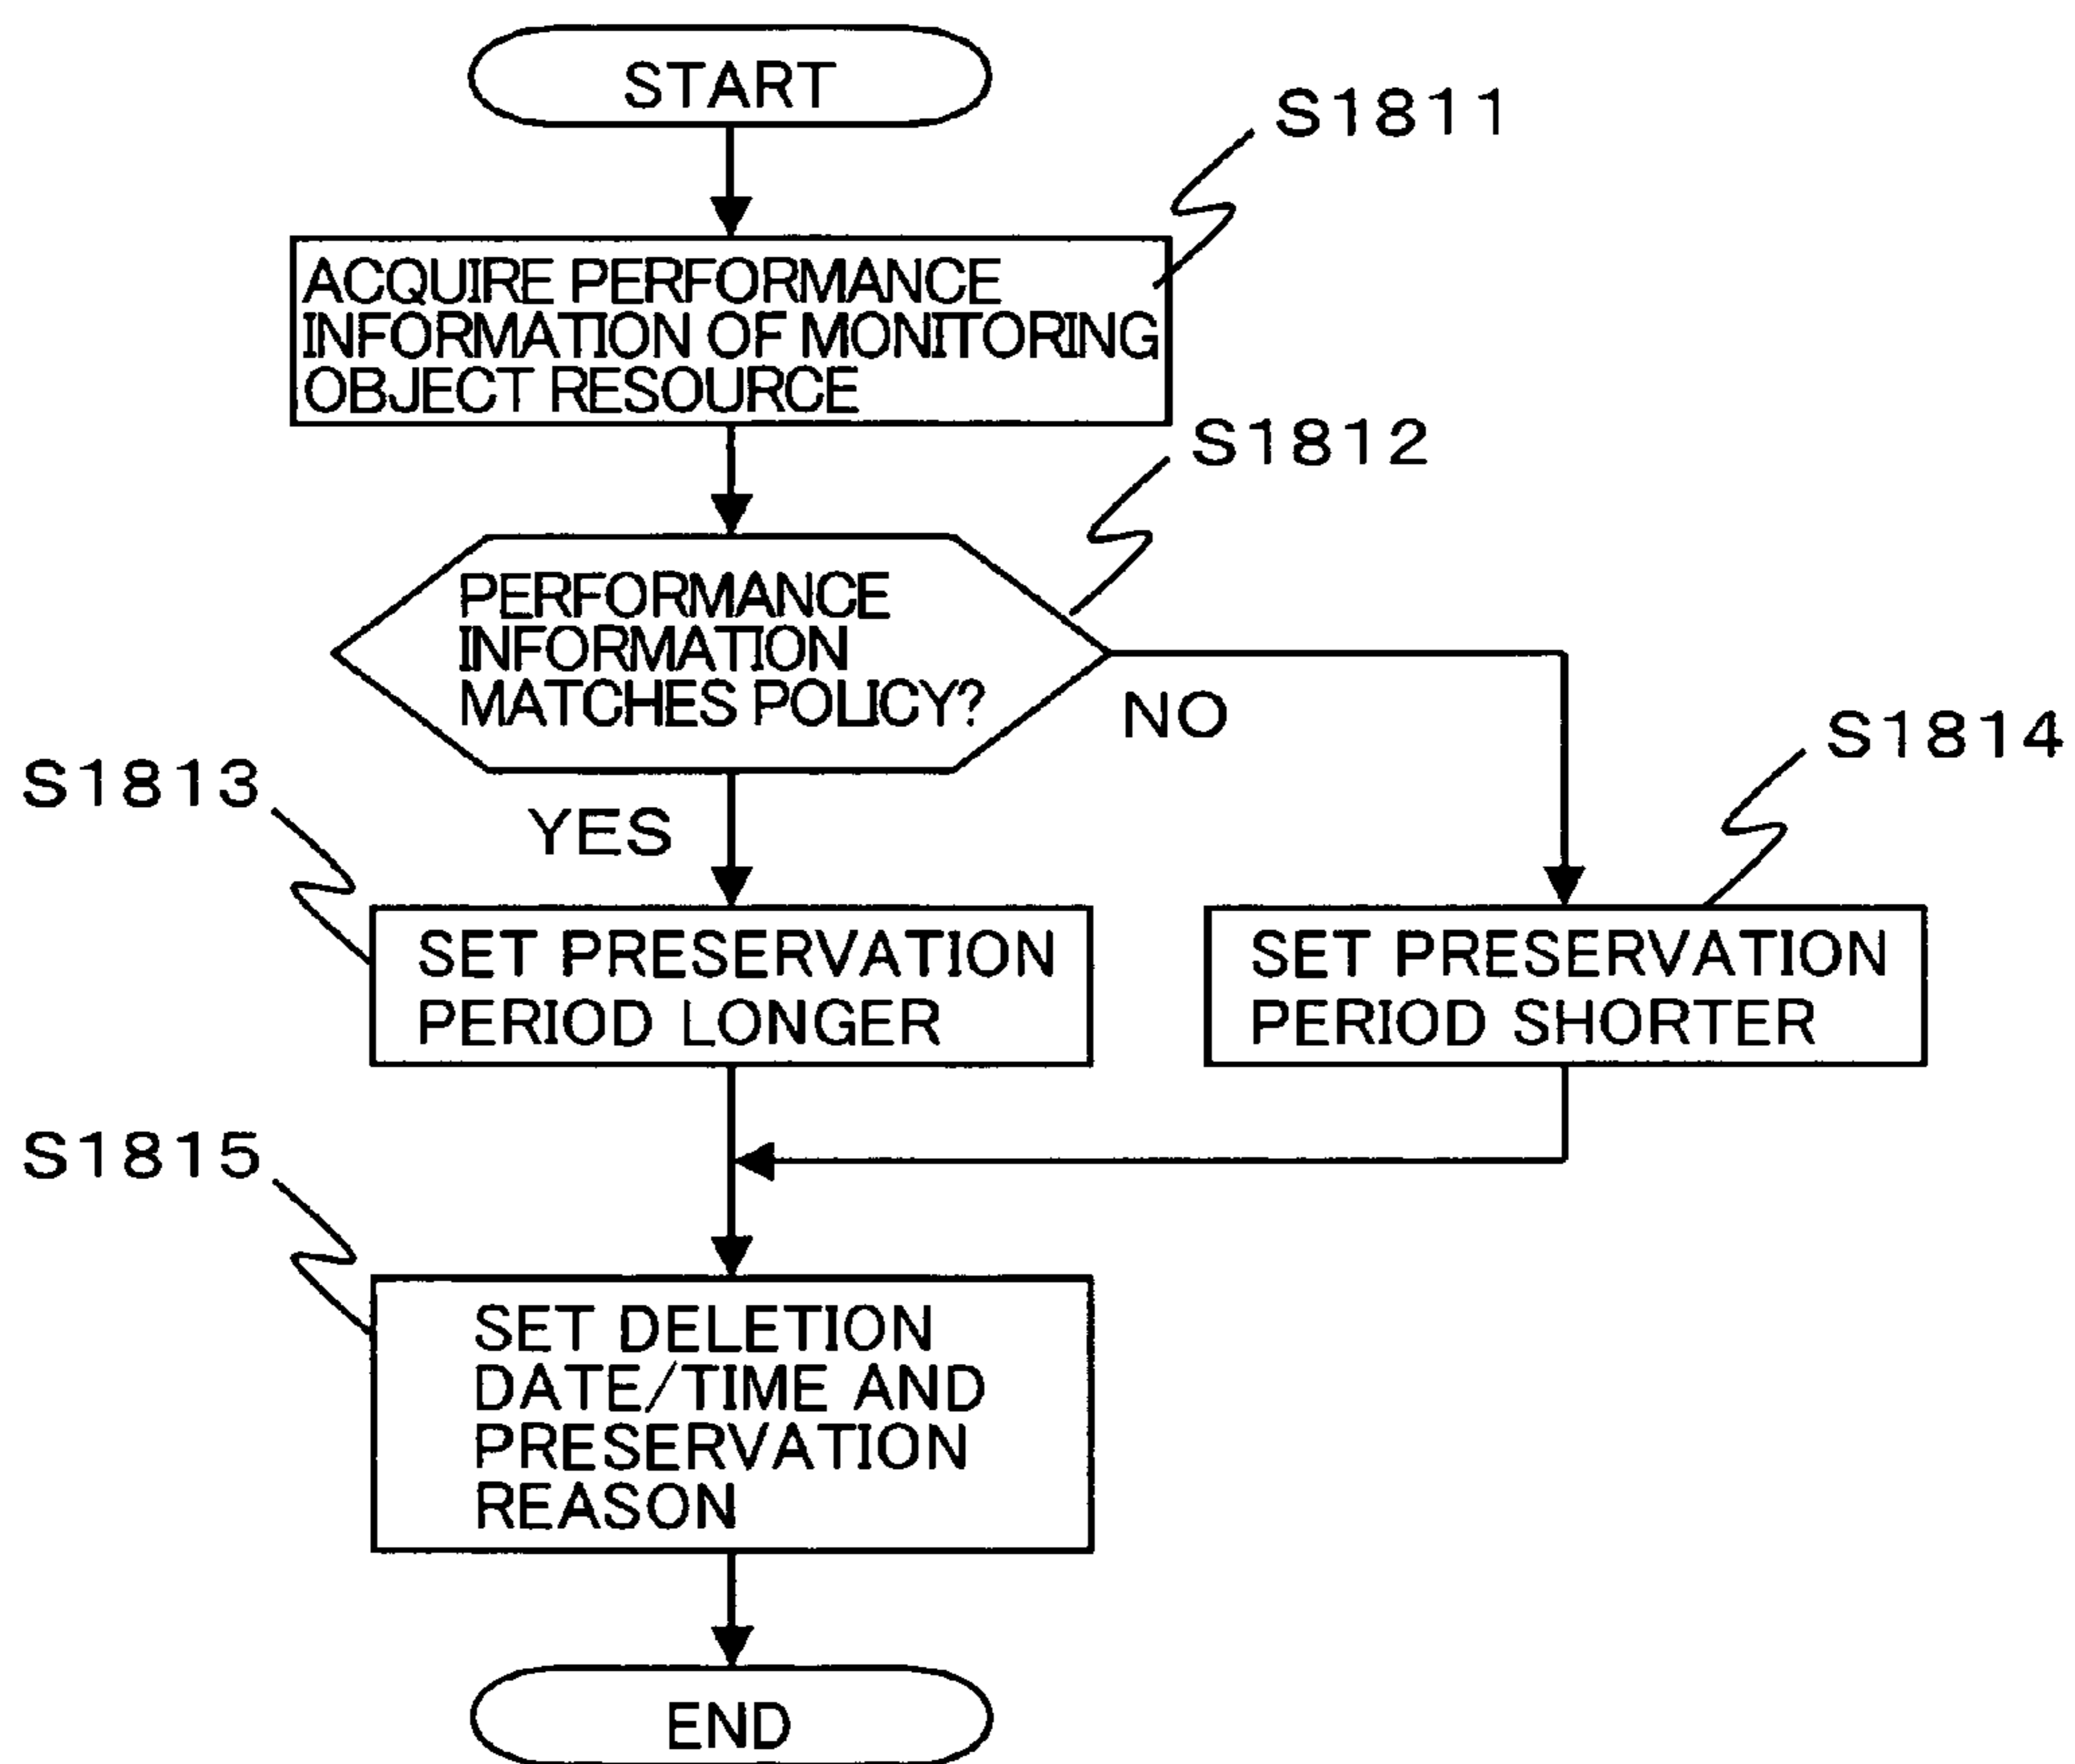 START
S1811
ACQUIRE PERFORMANCE
INFORMATION OF MONITORING
OBJECT RESOURCE
S1812
PERFORMANCE
INFORMATION
MATCHES POLICY?
NO
S1814
S1813
YES
SET PRESERVATION
PERIOD LONGER
SET PRESERVATION
PERIOD SHORTER
S1815
SET DELETION
DATE/TIME AND
PRESERVATION
REASON
END